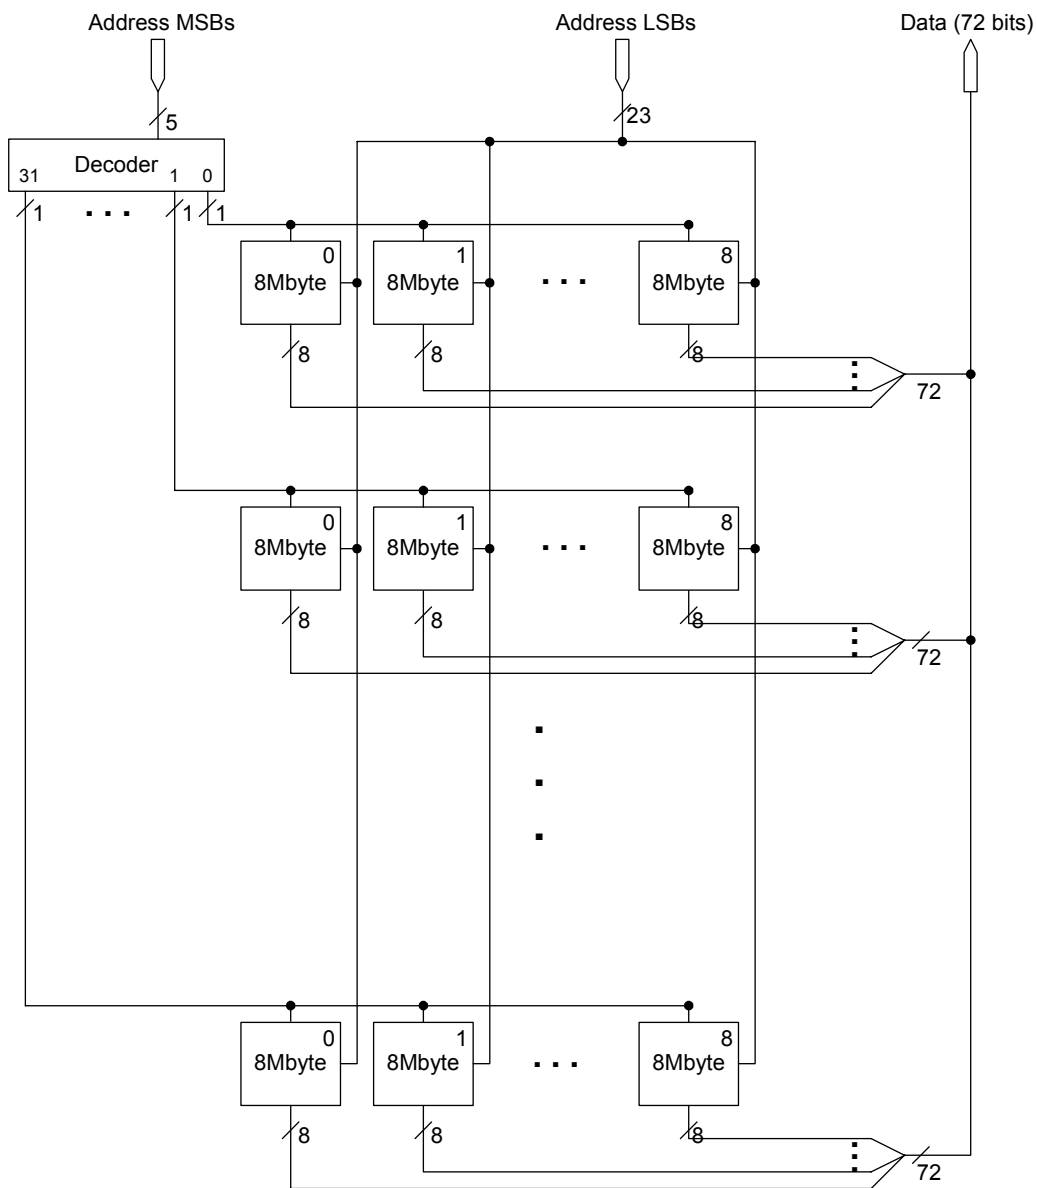 Address MSBs
Address LSBs
Data (72 bits)
5
23
Decoder
31
1
0
1
. . .
1
1
0
8Mbyte
1
8Mbyte
. . .
8
8Mbyte
8
8
8
72
0
8Mbyte
1
8Mbyte
. . .
8
8Mbyte
8
8
8
72
0
8Mbyte
1
8Mbyte
. . .
8
8Mbyte
8
8
8
72